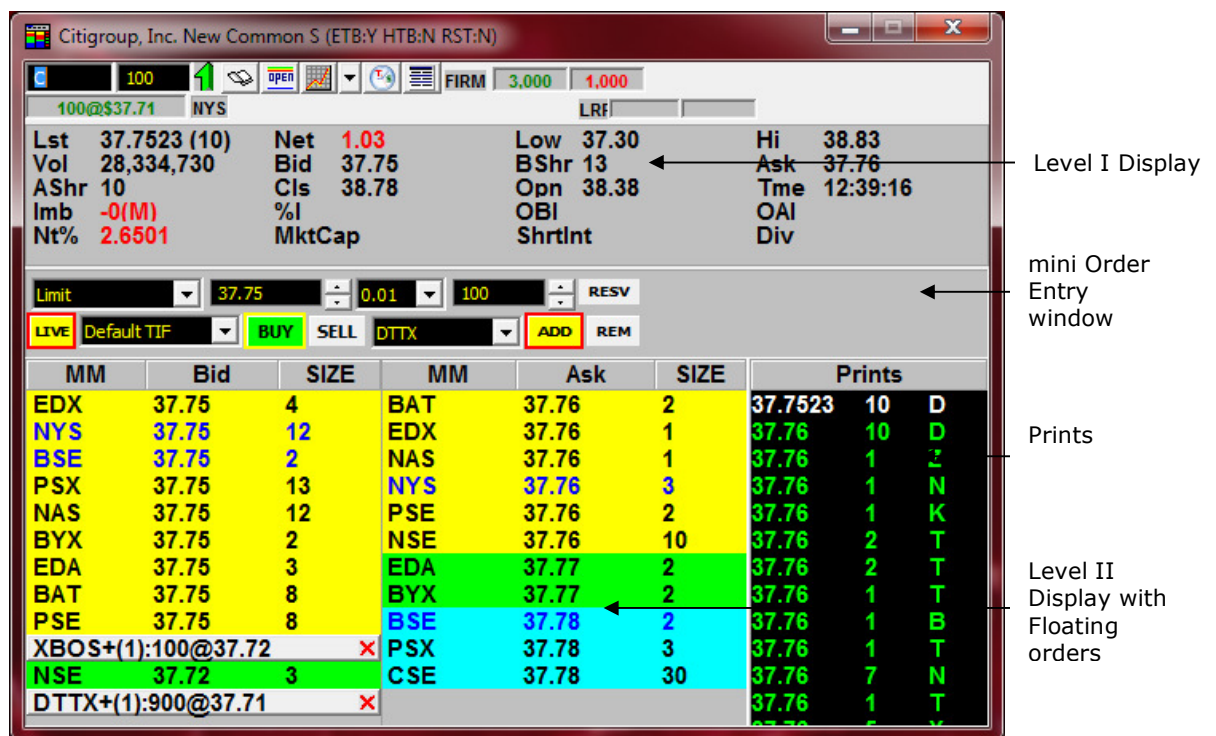 Citigroup, Inc. New Common S (ETB:Y HTB:N RST:N)
C 100 OPEN FIRM 3,000 1,000
100@$37.71 NYS LRP
Lst 37.7523 (10) Net 1.03 Low 37.30 Hi 38.83
Vol 28,334,730 Bid 37.75 BShr 13 Ask 37.76
AShr 10 Cls 38.78 Opn 38.38 Tme 12:39:16
Imb -0(M) %I OBI OAI
Nt% 2.6501 MktCap ShrtInt Div
Level I Display
Limit 37.75 0.01 100 RESV
LIVE Default TIF BUY SELL DTTX ADD REM
mini Order
Entry
window
MM Bid SIZE MM Ask SIZE Prints
EDX 37.75 4 BAT 37.76 2 37.7523 10 D
NYS 37.75 12 EDX 37.76 1 37.76 10 D
BSE 37.75 2 NAS 37.76 1 37.76 1 Z
PSX 37.75 13 NYS 37.76 3 37.76 1 N
NAS 37.75 12 PSE 37.76 2 37.76 1 K
BYX 37.75 2 NSE 37.76 10 37.76 2 T
EDA 37.75 3 EDA 37.77 2 37.76 2 T
BAT 37.75 8 BYX 37.77 2 37.76 1 T
PSE 37.75 8 BSE 37.78 2 37.76 1 B
XBOS+(1):100@37.72 PSX 37.78 3 37.76 1 T
NSE 37.72 3 CSE 37.78 30 37.76 7 N
DTTX+(1):900@37.71 37.76 1 T
Prints
Level II
Display with
Floating
orders